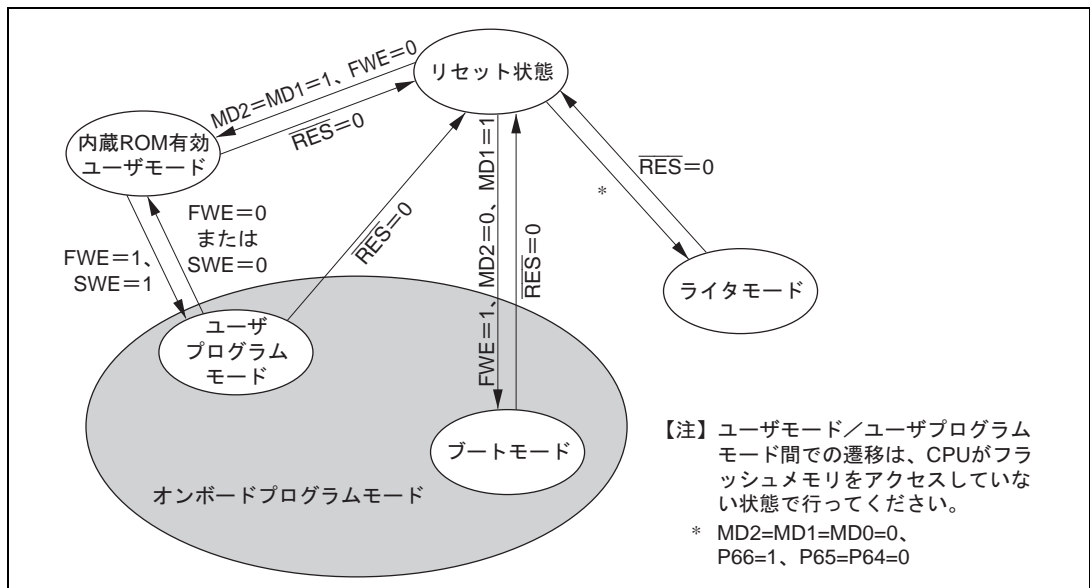 リセット状態
MD2=MD1=1、FWE=0
RES=0
内蔵ROM有効
ユーザモード
FWE=0
または
SWE=0
FWE=1、
SWE=1
RES=0
FWE=1、MD2=0、MD1=1
RES=0
*
RES=0
ライタモード
ユーザ
プログラム
モード
ブートモード
オンボードプログラムモード
【注】ユーザモード／ユーザプログラム
モード間での遷移は、CPUがフラ
ッシュメモリをアクセスしていな
い状態で行ってください。
* MD2=MD1=MD0=0、
P66=1、P65=P64=0